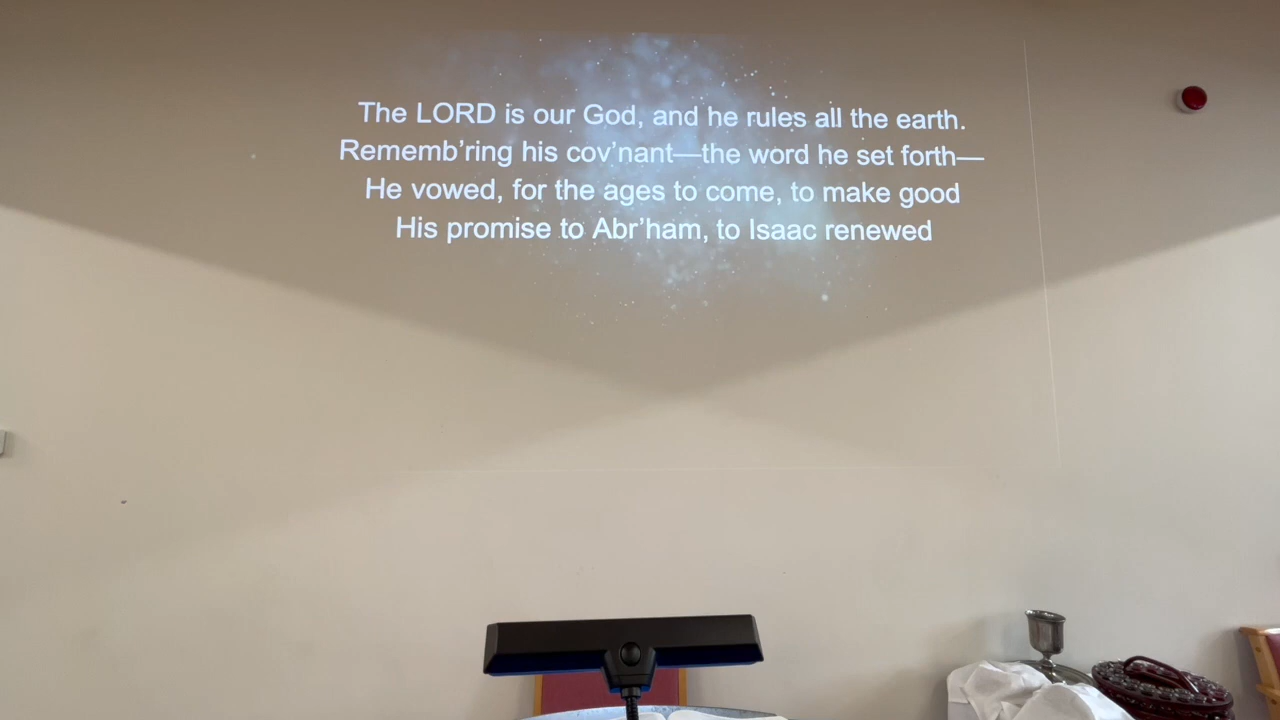 The LORD is our God, and he rules all the earth.
Rememb’ring his cov’nant—the word he set forth—
He vowed, for the ages to come, to make good
His promise to Abr’ham, to Isaac renewed